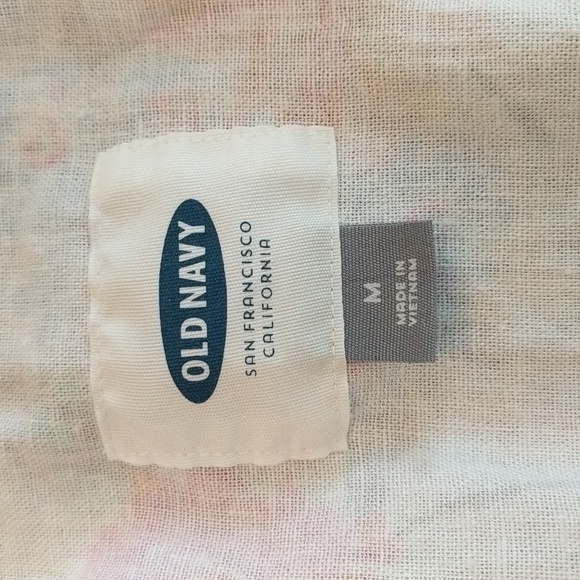 OLD NAVY
SAN FRANCISCO
CALIFORNIA
M
MADE IN
VIETNAM